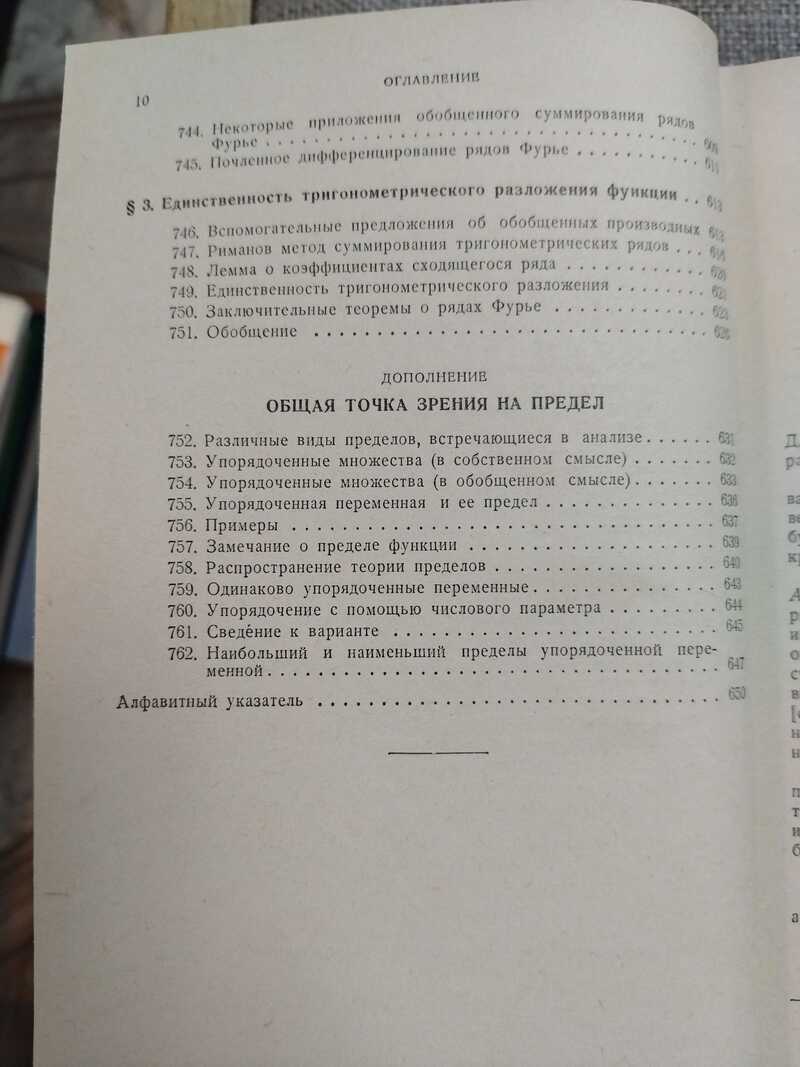 10
ОГЛАВЛЕНИЕ
744. Некоторые приложения обобщенного суммирования рядов
Фурье . . . . . . . . . . . . . . . . . . . . . . . . . . . . . .
745. Почленное дифференцирование рядов Фурье . . . . . . . . . .
§ 3. Единственность тригонометрического разложения функции . .
746. Вспомогательные предложения об обобщенных производных
747. Риманов метод суммирования тригонометрических рядов . . .
748. Лемма о коэффициентах сходящегося ряда . . . . . . . . . . .
749. Единственность тригонометрического разложения . . . . . . . .
750. Заключительные теоремы о рядах Фурье . . . . . . . . . . . . .
751. Обобщение . . . . . . . . . . . . . . . . . . . . . . . . . . . . . .
ДОПОЛНЕНИЕ
ОБЩАЯ ТОЧКА ЗРЕНИЯ НА ПРЕДЕЛ
752. Различные виды пределов, встречающиеся в анализе . . . . . . 631
753. Упорядоченные множества (в собственном смысле) . . . . . . . 632
754. Упорядоченные множества (в обобщенном смысле) . . . . . . . 633
755. Упорядоченная переменная и ее предел . . . . . . . . . . . . . . 636
756. Примеры . . . . . . . . . . . . . . . . . . . . . . . . . . . . . . . . 637
757. Замечание о пределе функции . . . . . . . . . . . . . . . . . . . 639
758. Распространение теории пределов . . . . . . . . . . . . . . . . . 640
759. Одинаково упорядоченные переменные . . . . . . . . . . . . . . 643
760. Упорядочение с помощью числового параметра . . . . . . . . . 644
761. Сведе́ние к варианте . . . . . . . . . . . . . . . . . . . . . . . . . 645
762. Наибольший и наименьший пределы упорядоченной пере-
менной . . . . . . . . . . . . . . . . . . . . . . . . . . . . . . . . . . 647
Алфавитный указатель . . . . . . . . . . . . . . . . . . . . . . . . . . . . 650